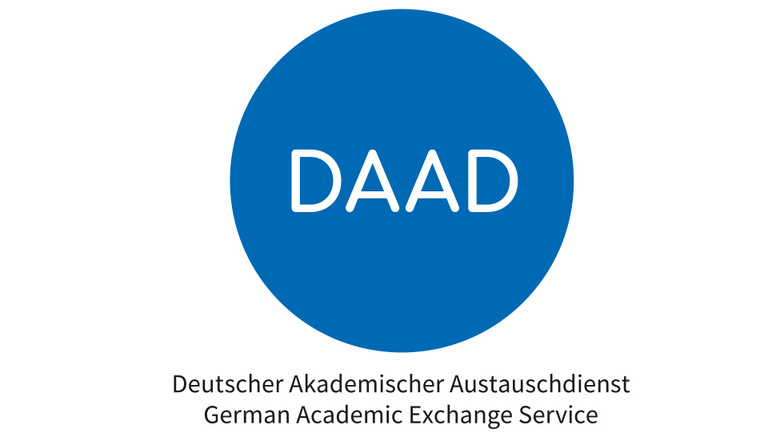 DAAD
Deutscher Akademischer Austauschdienst
German Academic Exchange Service